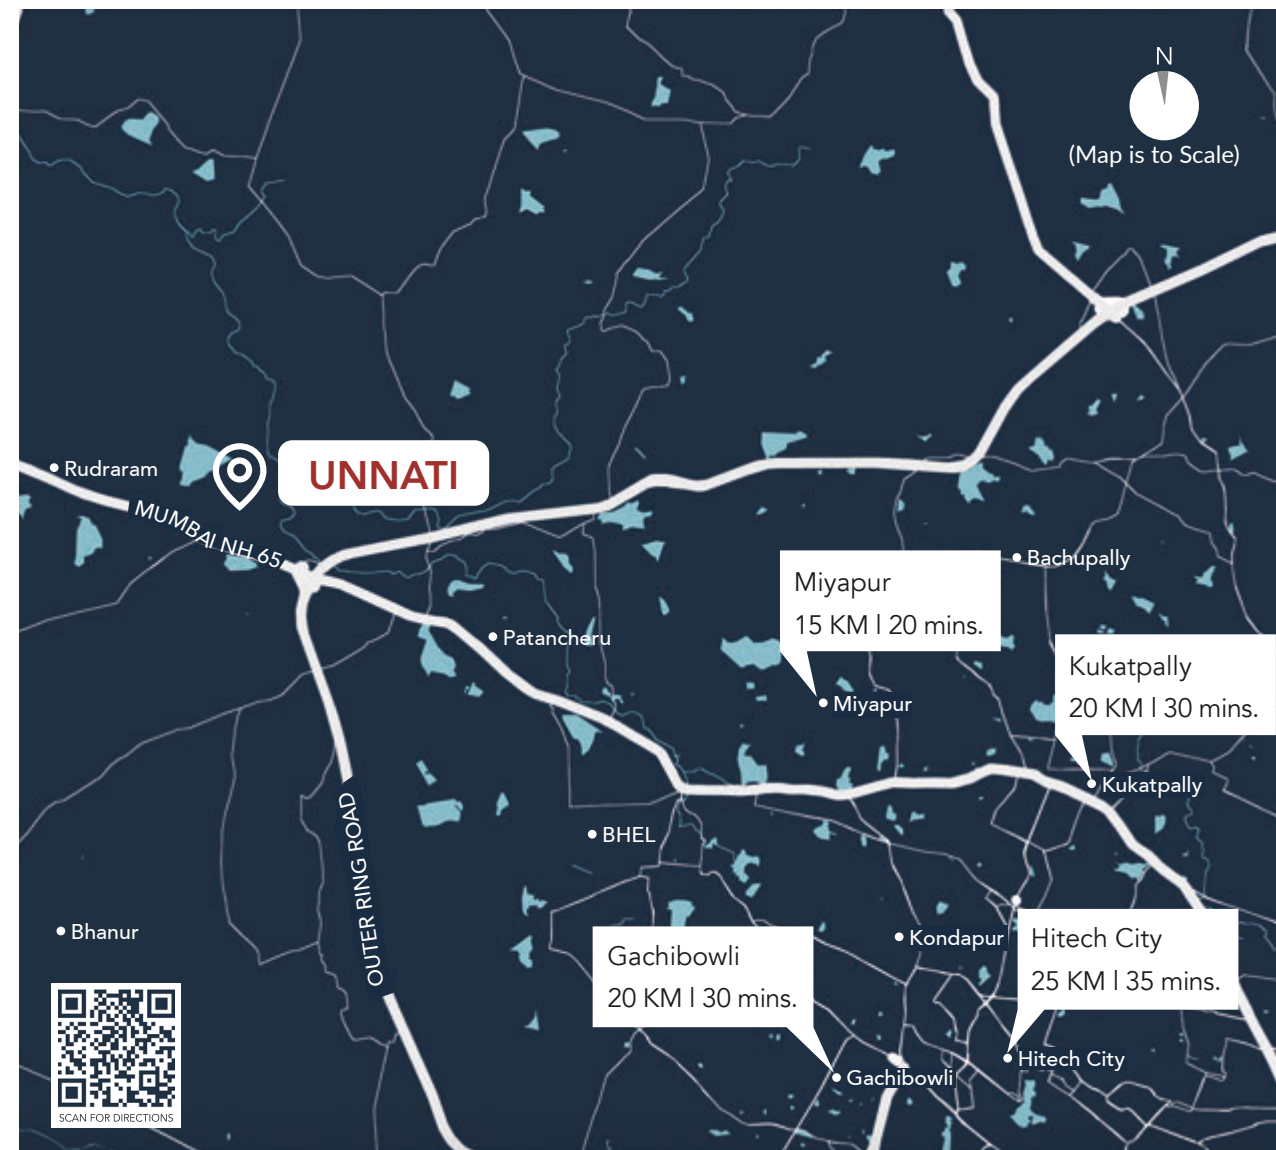 N
(Map is to Scale)
Rudraram
UNNATI
MUMBAI NH 65
Bachupally
Miyapur
15 KM | 20 mins.
Patancheru
Kukatpally
20 KM | 30 mins.
Miyapur
Kukatpally
OUTER RING ROAD
BHEL
Bhanur
Kondapur
Gachibowli
20 KM | 30 mins.
Hitech City
25 KM | 35 mins.
Hitech City
Gachibowli
SCAN FOR DIRECTIONS